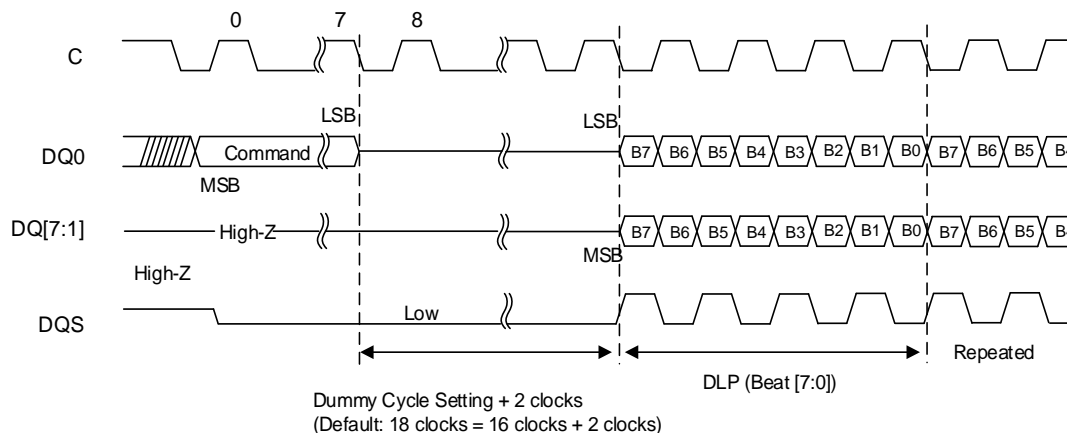 0 7 8
C
LSB LSB
DQ0 Command B7 B6 B5 B4 B3 B2 B1 B0 B7 B6 B5 B4
MSB
DQ[7:1] High-Z B7 B6 B5 B4 B3 B2 B1 B0 B7 B6 B5 B4
MSB
High-Z
DQS Low
Repeated
DLP (Beat [7:0])
Dummy Cycle Setting + 2 clocks
(Default: 18 clocks = 16 clocks + 2 clocks)